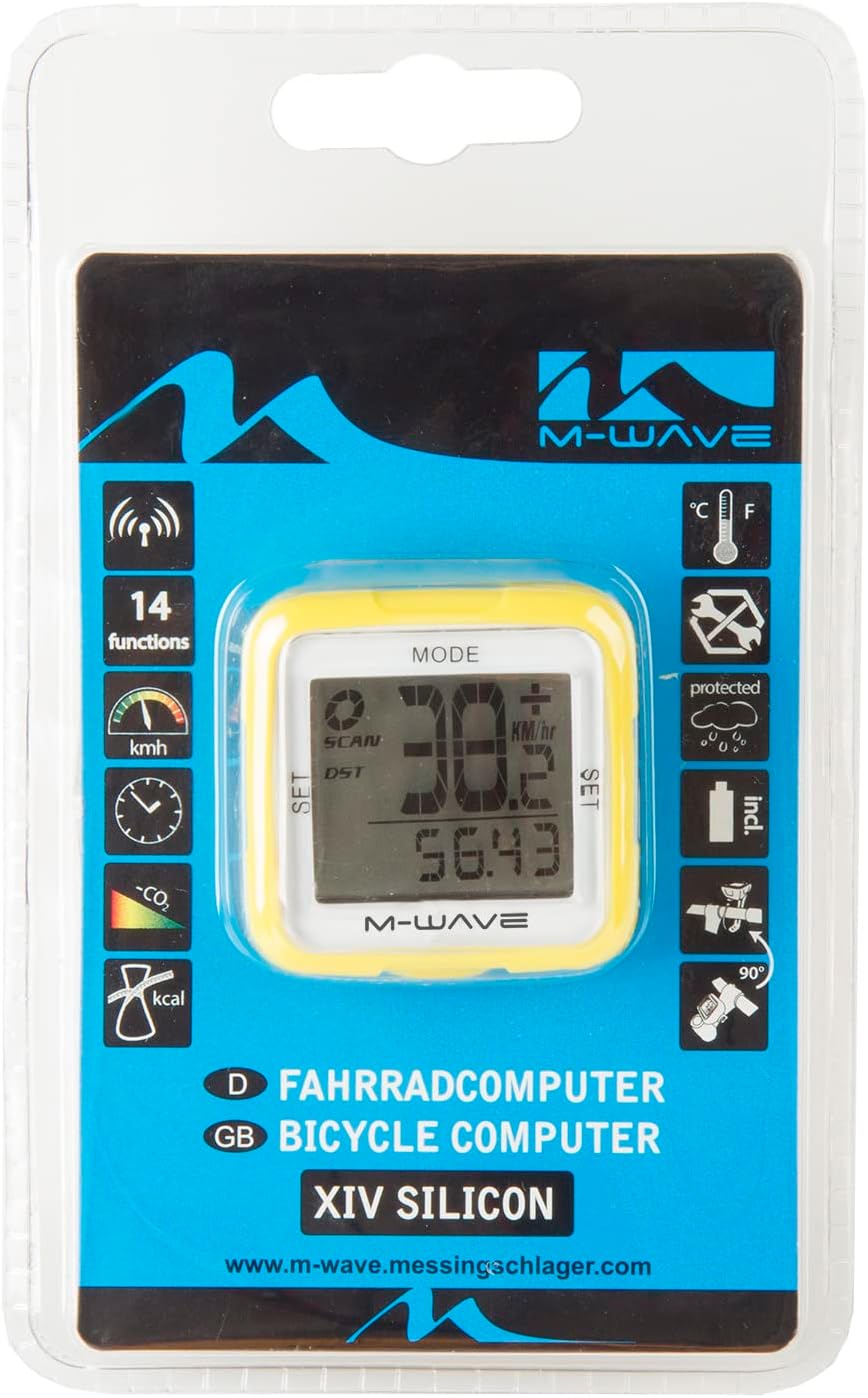 M-WAVE
14
functions
kmh
-CO₂
kcal
°C F
protected
incl.
90°
MODE
SCAN
38.2
KM/hr
DST
SET
SET
56.43
M-WAVE
D FAHRRADCOMPUTER
GB BICYCLE COMPUTER
XIV SILICON
www.m-wave.messingschlager.com